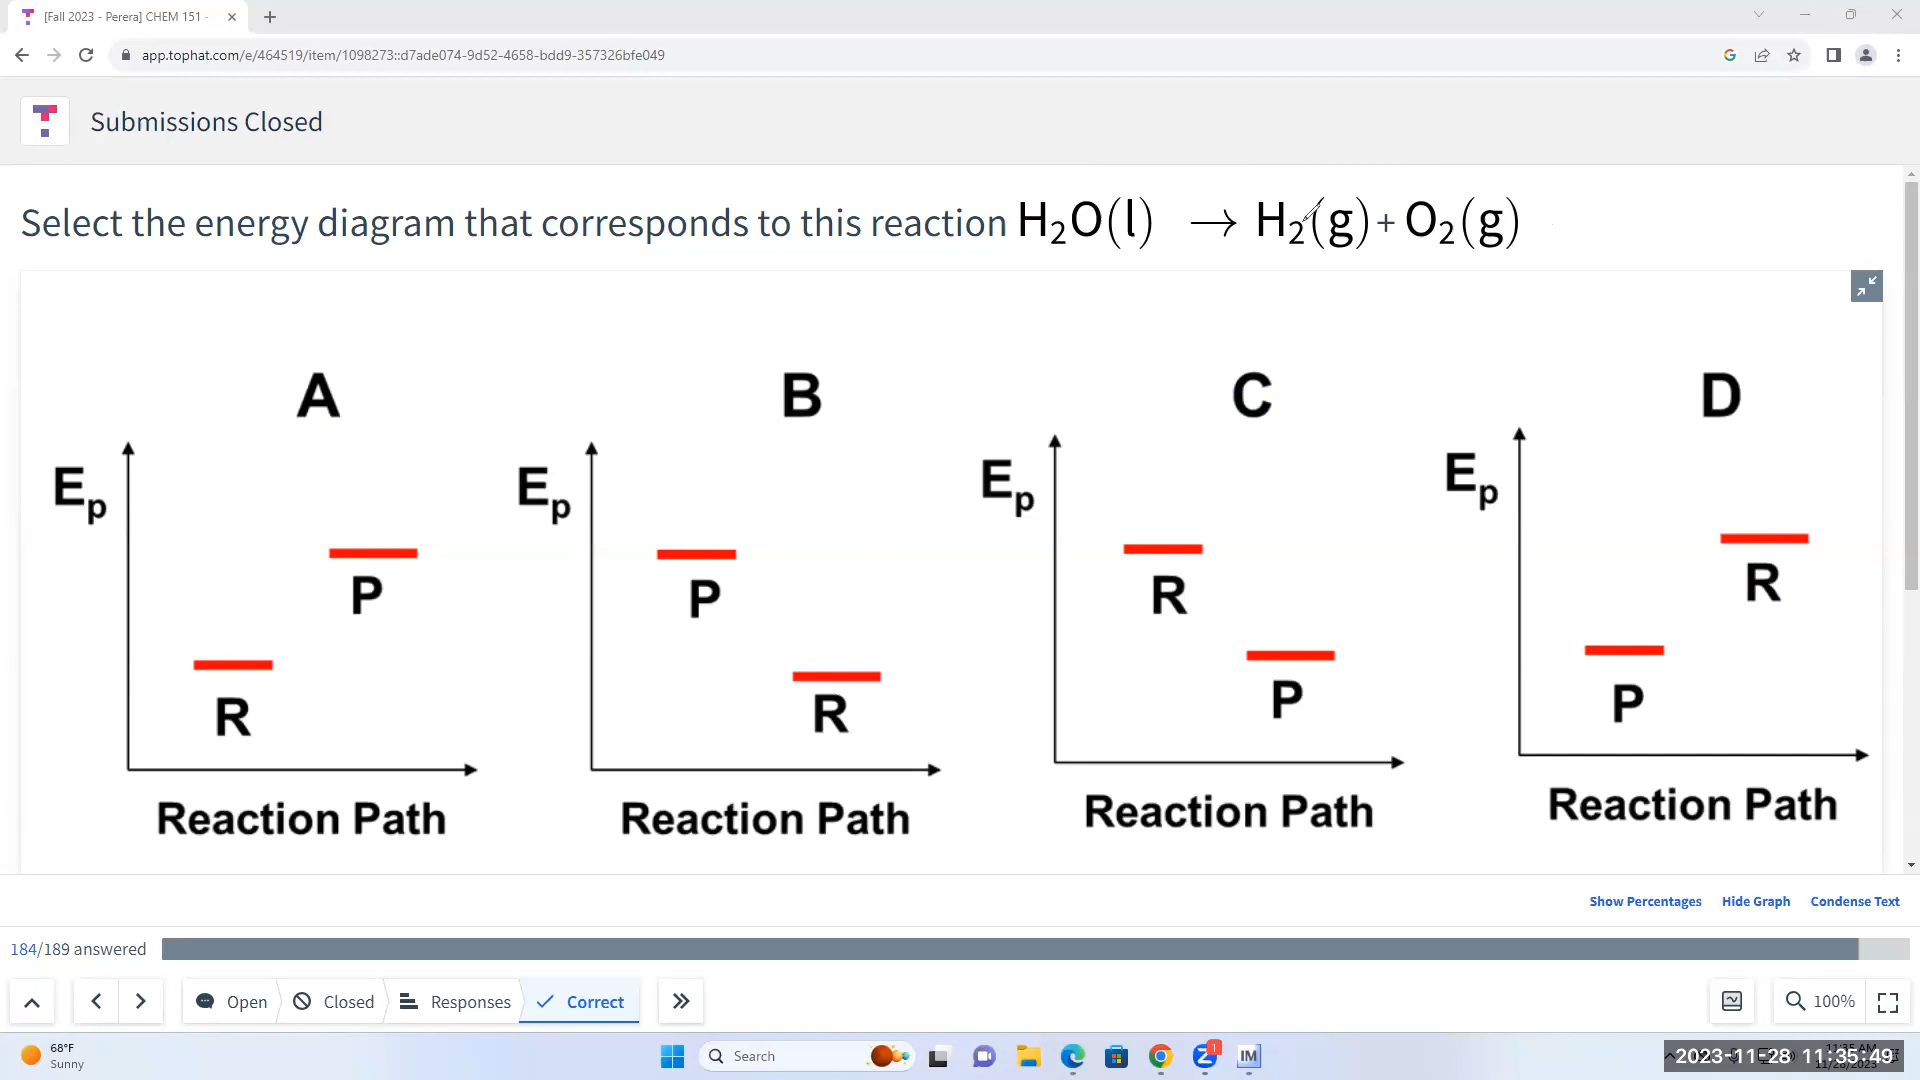 [Fall 2023 - Perera] CHEM 151 -
app.tophat.com/e/464519/item/1098273::d7ade074-9d52-4658-bdd9-357326bfe049
Submissions Closed
Select the energy diagram that corresponds to this reaction H₂O(l) → H₂(g) + O₂(g)
A B C D
Eₚ Eₚ Eₚ Eₚ
P P R R
R R P P
Reaction Path Reaction Path Reaction Path Reaction Path
Show Percentages Hide Graph Condense Text
184/189 answered
Open Closed Responses Correct 100%
68°F
Sunny
Search
1
IM
2023-11-28 11:35:49